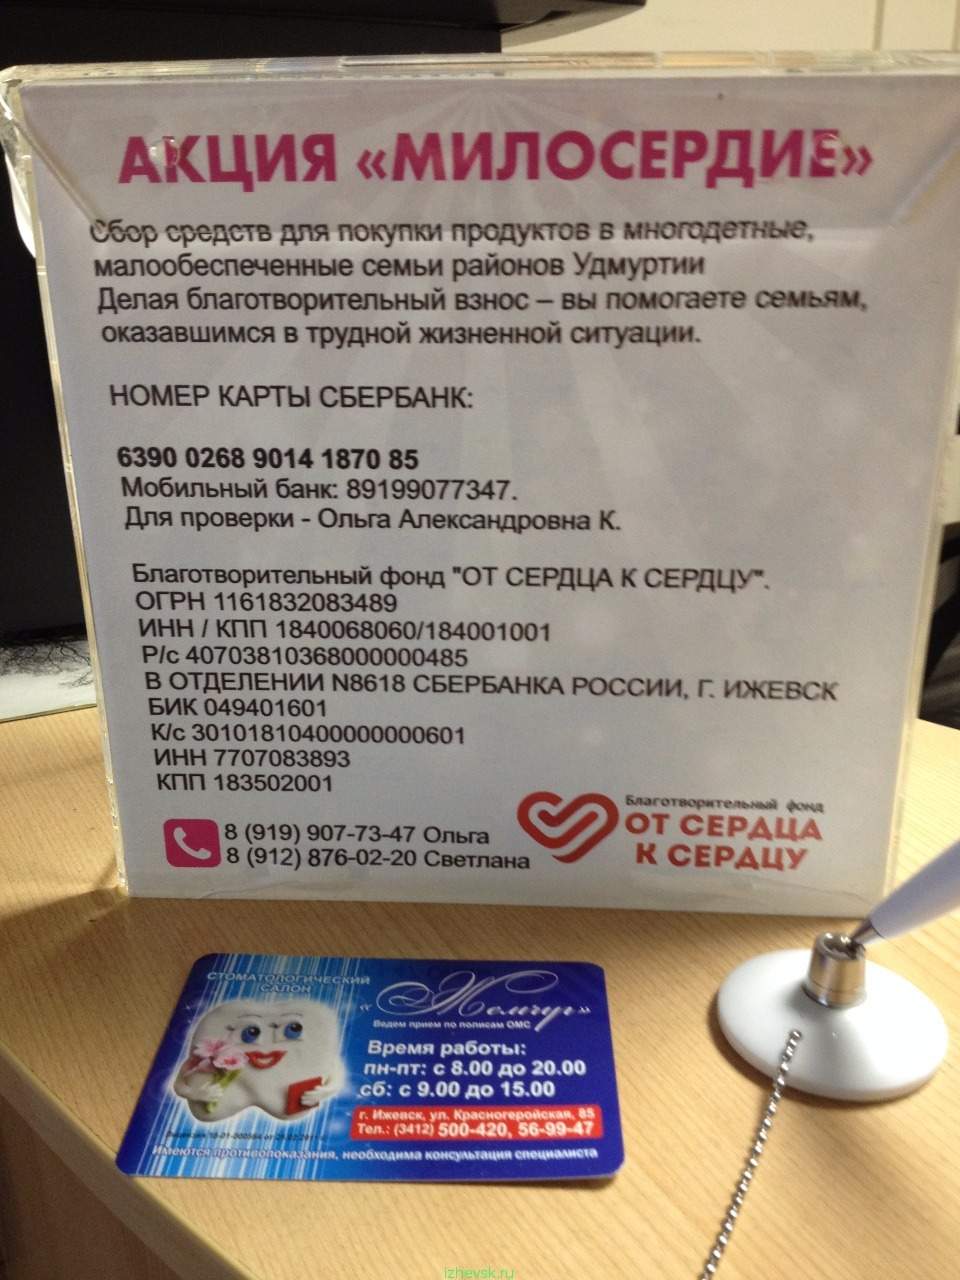 АКЦИЯ «МИЛОСЕРДИЕ»
Сбор средств для покупки продуктов в многодетные,
малообеспеченные семьи районов Удмуртии
Делая благотворительный взнос – вы помогаете семьям,
оказавшимся в трудной жизненной ситуации.
НОМЕР КАРТЫ СБЕРБАНК:
6390 0268 9014 1870 85
Мобильный банк: 89199077347.
Для проверки - Ольга Александровна К.
Благотворительный фонд "ОТ СЕРДЦА К СЕРДЦУ".
ОГРН 1161832083489
ИНН / КПП 1840068060/184001001
Р/с 40703810368000000485
В ОТДЕЛЕНИИ N8618 СБЕРБАНКА РОССИИ, Г. ИЖЕВСК
БИК 049401601
К/с 30101810400000000601
ИНН 7707083893
КПП 183502001
8 (919) 907-73-47 Ольга
8 (912) 876-02-20 Светлана
Благотворительный фонд
ОТ СЕРДЦА
К СЕРДЦУ
СТОМАТОЛОГИЧЕСКИЙ
САЛОН
«Жемчуг»
Ведем прием по полисам ОМС
Время работы:
пн-пт: с 8.00 до 20.00
сб: с 9.00 до 15.00
г. Ижевск, ул. Красногеройская, 85
Тел.: (3412) 500-420, 56-99-47
Имеются противопоказания, необходима консультация специалиста
izhevsk.ru